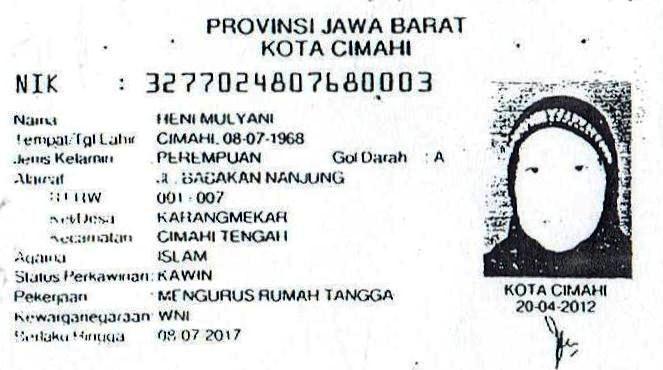 PROVINSI JAWA BARAT
KOTA CIMAHI
NIK : 3277024807680003
Nama HENI MULYANI
Tempat/Tgl Lahir CIMAHI, 08-07-1968
Jenis Kelamin PEREMPUAN Gol Darah : A
Alamat JL. BABAKAN NANJUNG
RT/RW 001 / 007
Kel/Desa KARANGMEKAR
Kecamatan CIMAHI TENGAH
Agama ISLAM
Status Perkawinan: KAWIN
Pekerjaan MENGURUS RUMAH TANGGA
Kewarganegaraan: WNI
Berlaku Hingga 08-07-2017
KOTA CIMAHI
20-04-2012